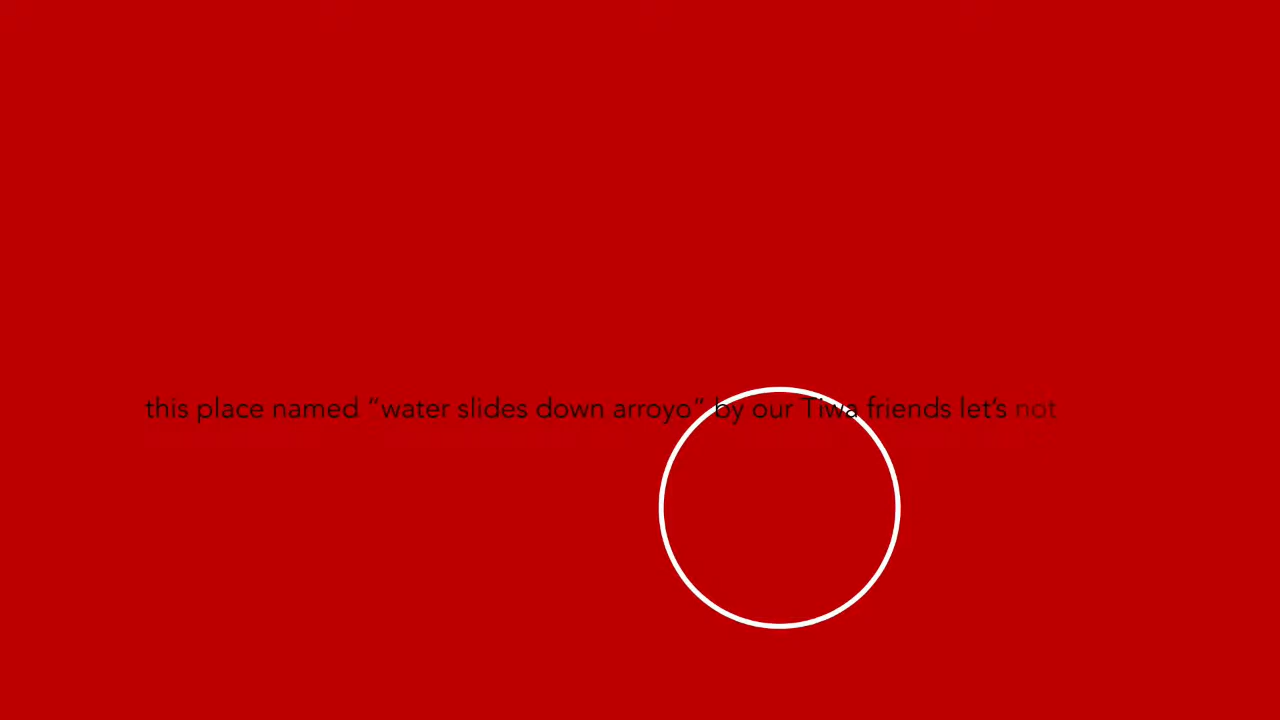 this place named “water slides down arroyo” by our Tiwa friends let’s not